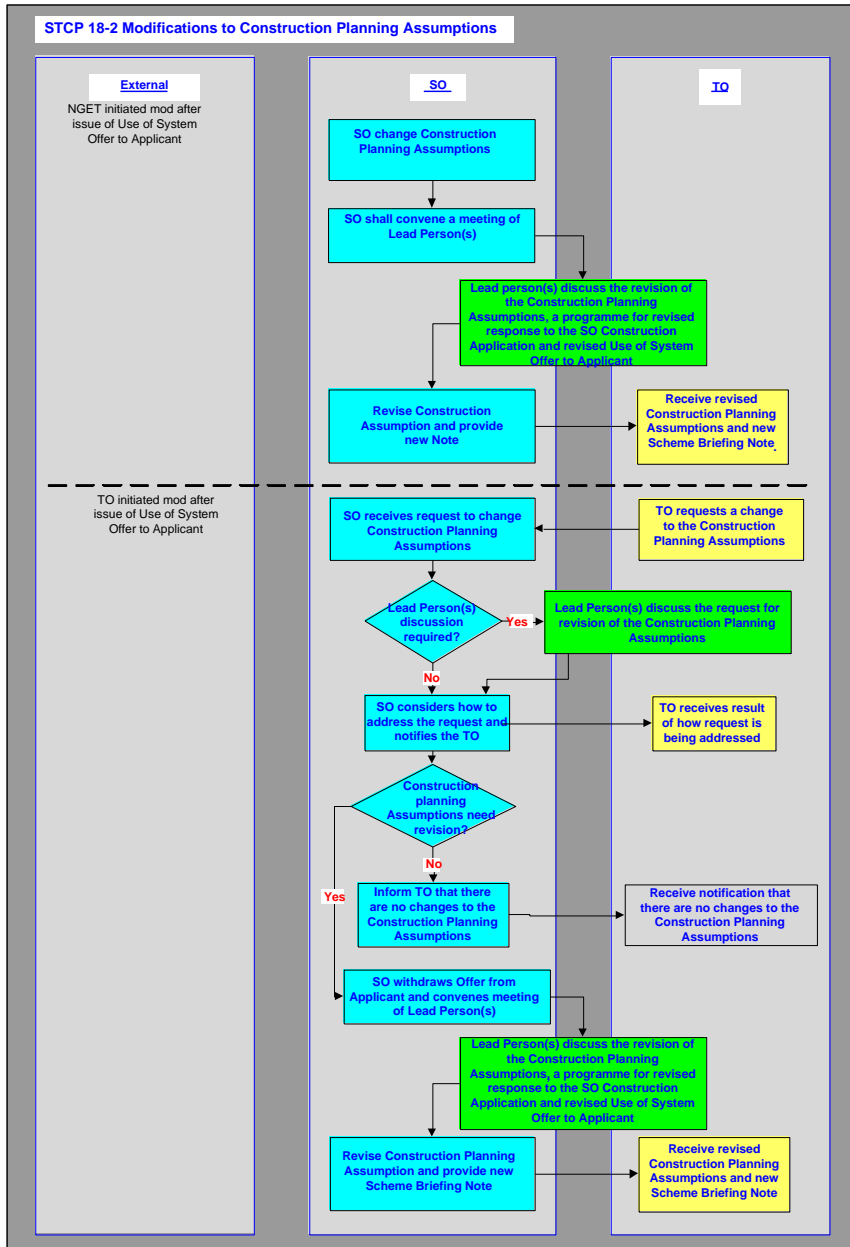 STCP 18-2 Modifications to Construction Planning Assumptions
External
SO
TO
NGET initiated mod after
issue of Use of System
Offer to Applicant
SO change Construction
Planning Assumptions
SO shall convene a meeting of
Lead Person(s)
Lead person(s) discuss the revision of
the Construction Planning
Assumptions, a programme for revised
response to the SO Construction
Application and revised Use of System
Offer to Applicant
Revise Construction
Assumption and provide
new Note
Receive revised
Construction Planning
Assumptions and new
Scheme Briefing Note.
TO initiated mod after
issue of Use of System
Offer to Applicant
SO receives request to change
Construction Planning
Assumptions
TO requests a change
to the Construction
Planning Assumptions
Lead Person(s)
discussion
required?
Yes
Lead Person(s) discuss the request for
revision of the Construction Planning
Assumptions
No
SO considers how to
address the request and
notifies the TO
TO receives result
of how request is
being addressed
Construction
planning
Assumptions need
revision?
No
Yes
Inform TO that there
are no changes to the
Construction Planning
Assumptions
Receive notification that
there are no changes to the
Construction Planning
Assumptions
SO withdraws Offer from
Applicant and convenes meeting
of Lead Person(s)
Lead Person(s) discuss the revision of
the Construction Planning
Assumptions, a programme for revised
response to the SO Construction
Application and revised Use of System
Offer to Applicant
Revise Construction Planning
Assumption and provide new
Scheme Briefing Note
Receive revised
Construction Planning
Assumptions and new
Scheme Briefing Note